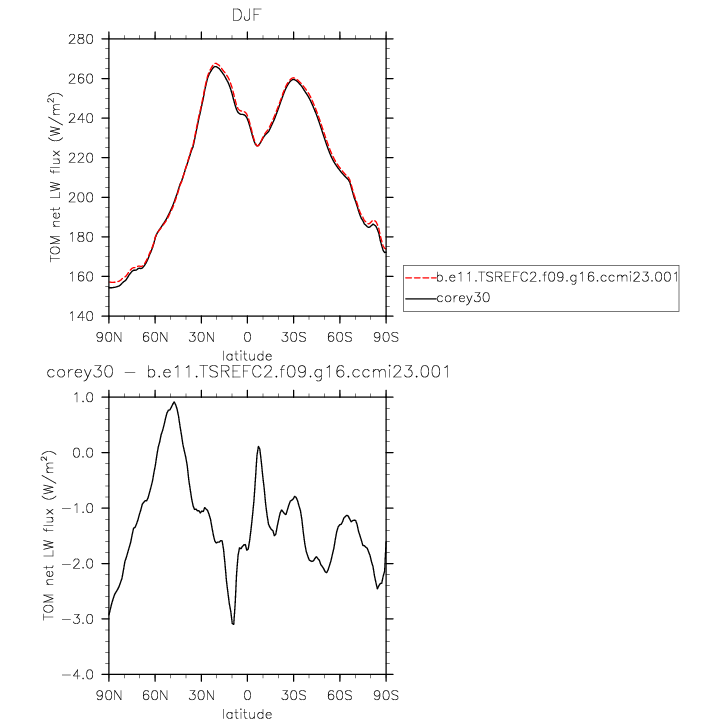 DJF
280
260
240
220
200
180
160
140
TOM net LW flux (W/m²)
90N 60N 30N 0 30S 60S 90S
latitude
b.e11.TSREFC2.f09.g16.ccmi23.001
corey30
corey30 − b.e11.TSREFC2.f09.g16.ccmi23.001
1.0
0.0
−1.0
−2.0
−3.0
−4.0
TOM net LW flux (W/m²)
90N 60N 30N 0 30S 60S 90S
latitude